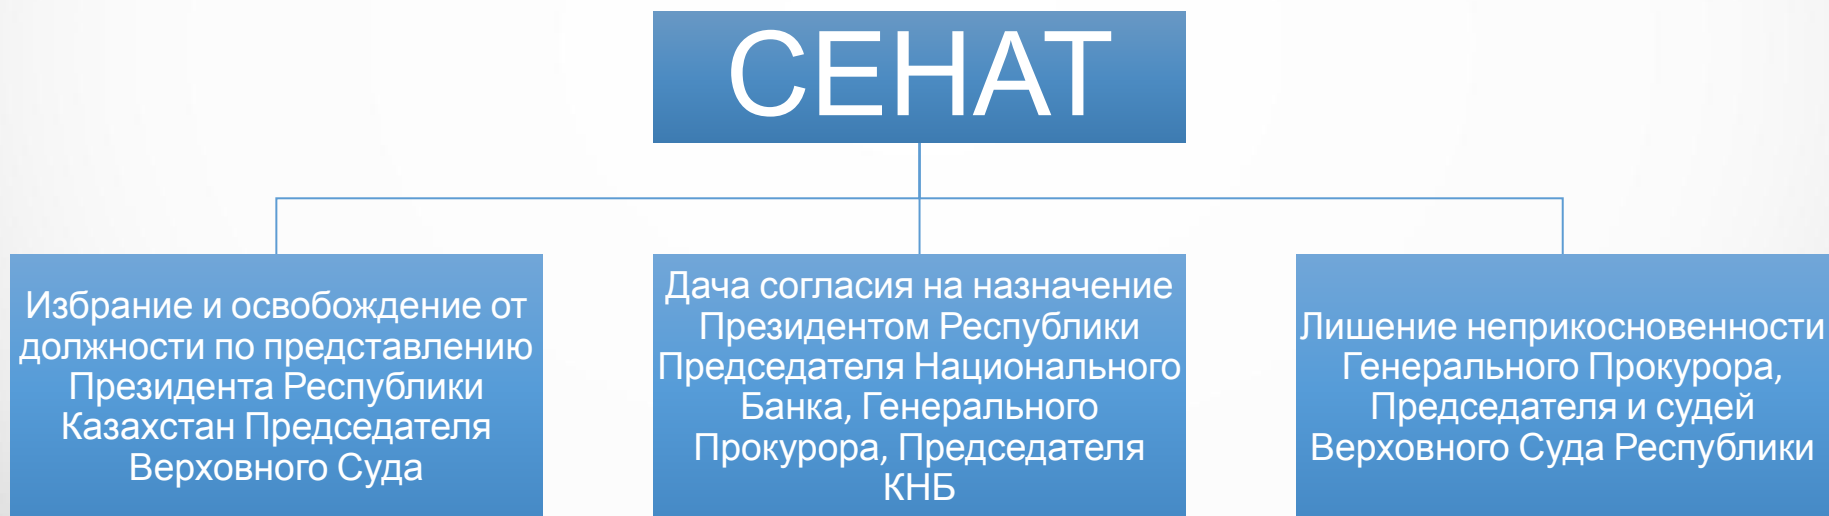 СЕНАТ
Избрание и освобождение от
должности по представлению
Президента Республики
Казахстан Председателя
Верховного Суда
Дача согласия на назначение
Президентом Республики
Председателя Национального
Банка, Генерального
Прокурора, Председателя
КНБ
Лишение неприкосновенности
Генерального Прокурора,
Председателя и судей
Верховного Суда Республики